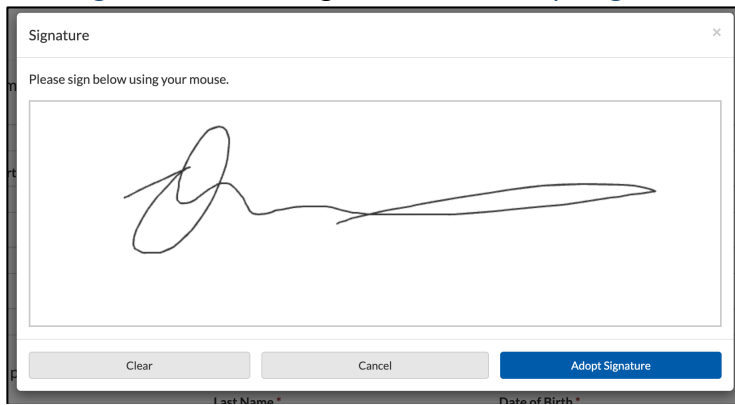 Signature ×
Please sign below using your mouse.
Clear Cancel Adopt Signature
Last Name * Date of Birth *